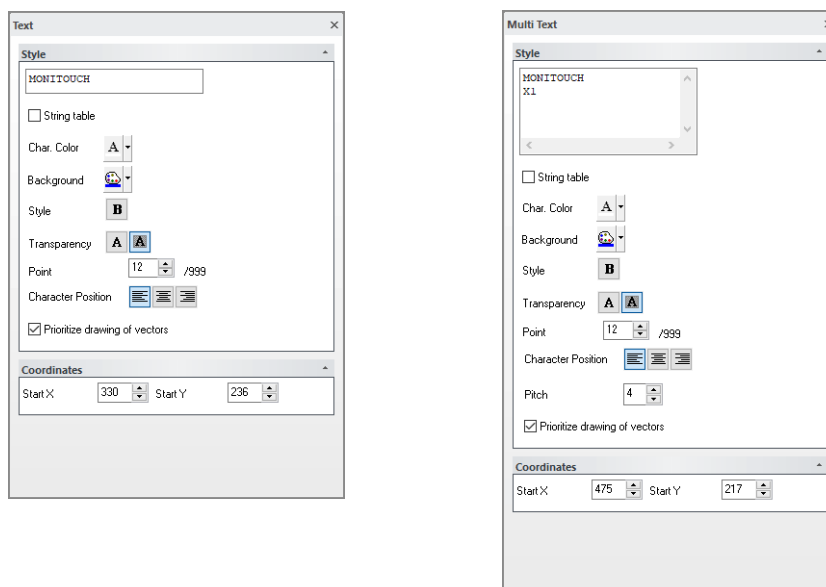 Text
Style
MONITOUCH
String table
Char. Color A
Background
Style B
Transparency A A
Point 12 /999
Character Position
Prioritize drawing of vectors
Coordinates
Start X 330 Start Y 236
Multi Text
Style
MONITOUCH
X1
String table
Char. Color A
Background
Style B
Transparency A A
Point 12 /999
Character Position
Pitch 4
Prioritize drawing of vectors
Coordinates
Start X 475 Start Y 217